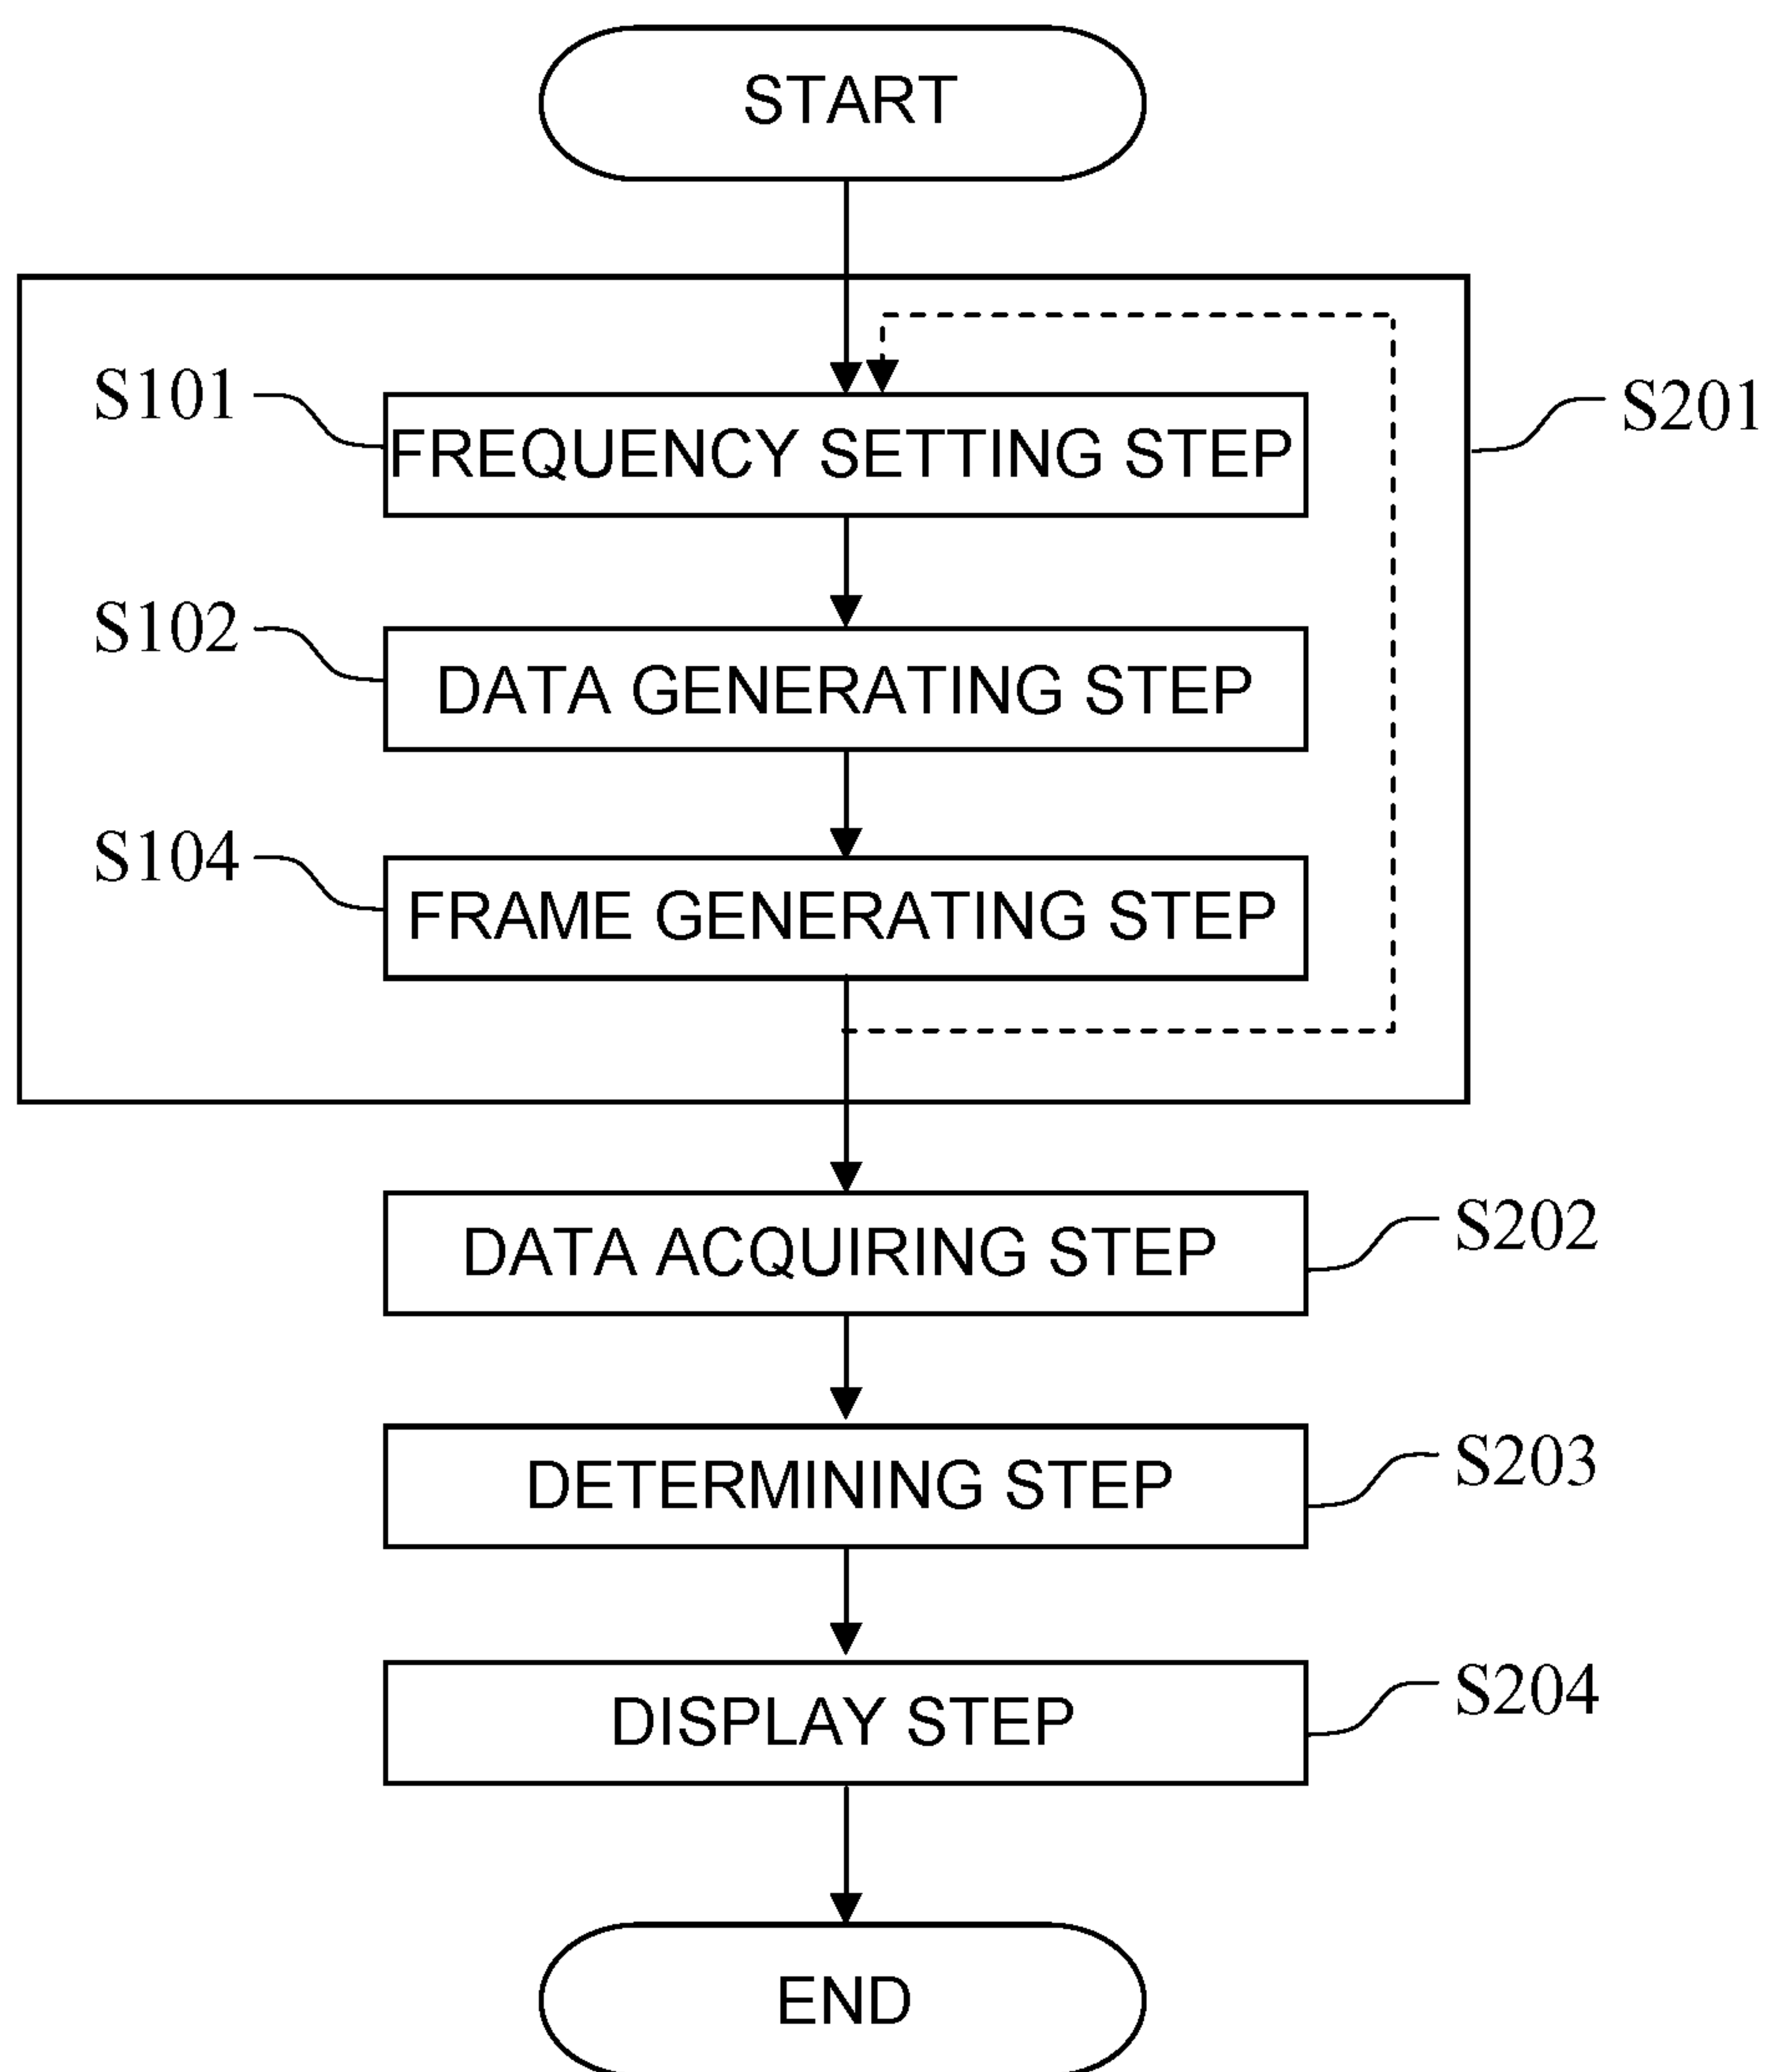 START
S101
FREQUENCY SETTING STEP
S201
S102
DATA GENERATING STEP
S104
FRAME GENERATING STEP
DATA ACQUIRING STEP
S202
DETERMINING STEP
S203
DISPLAY STEP
S204
END